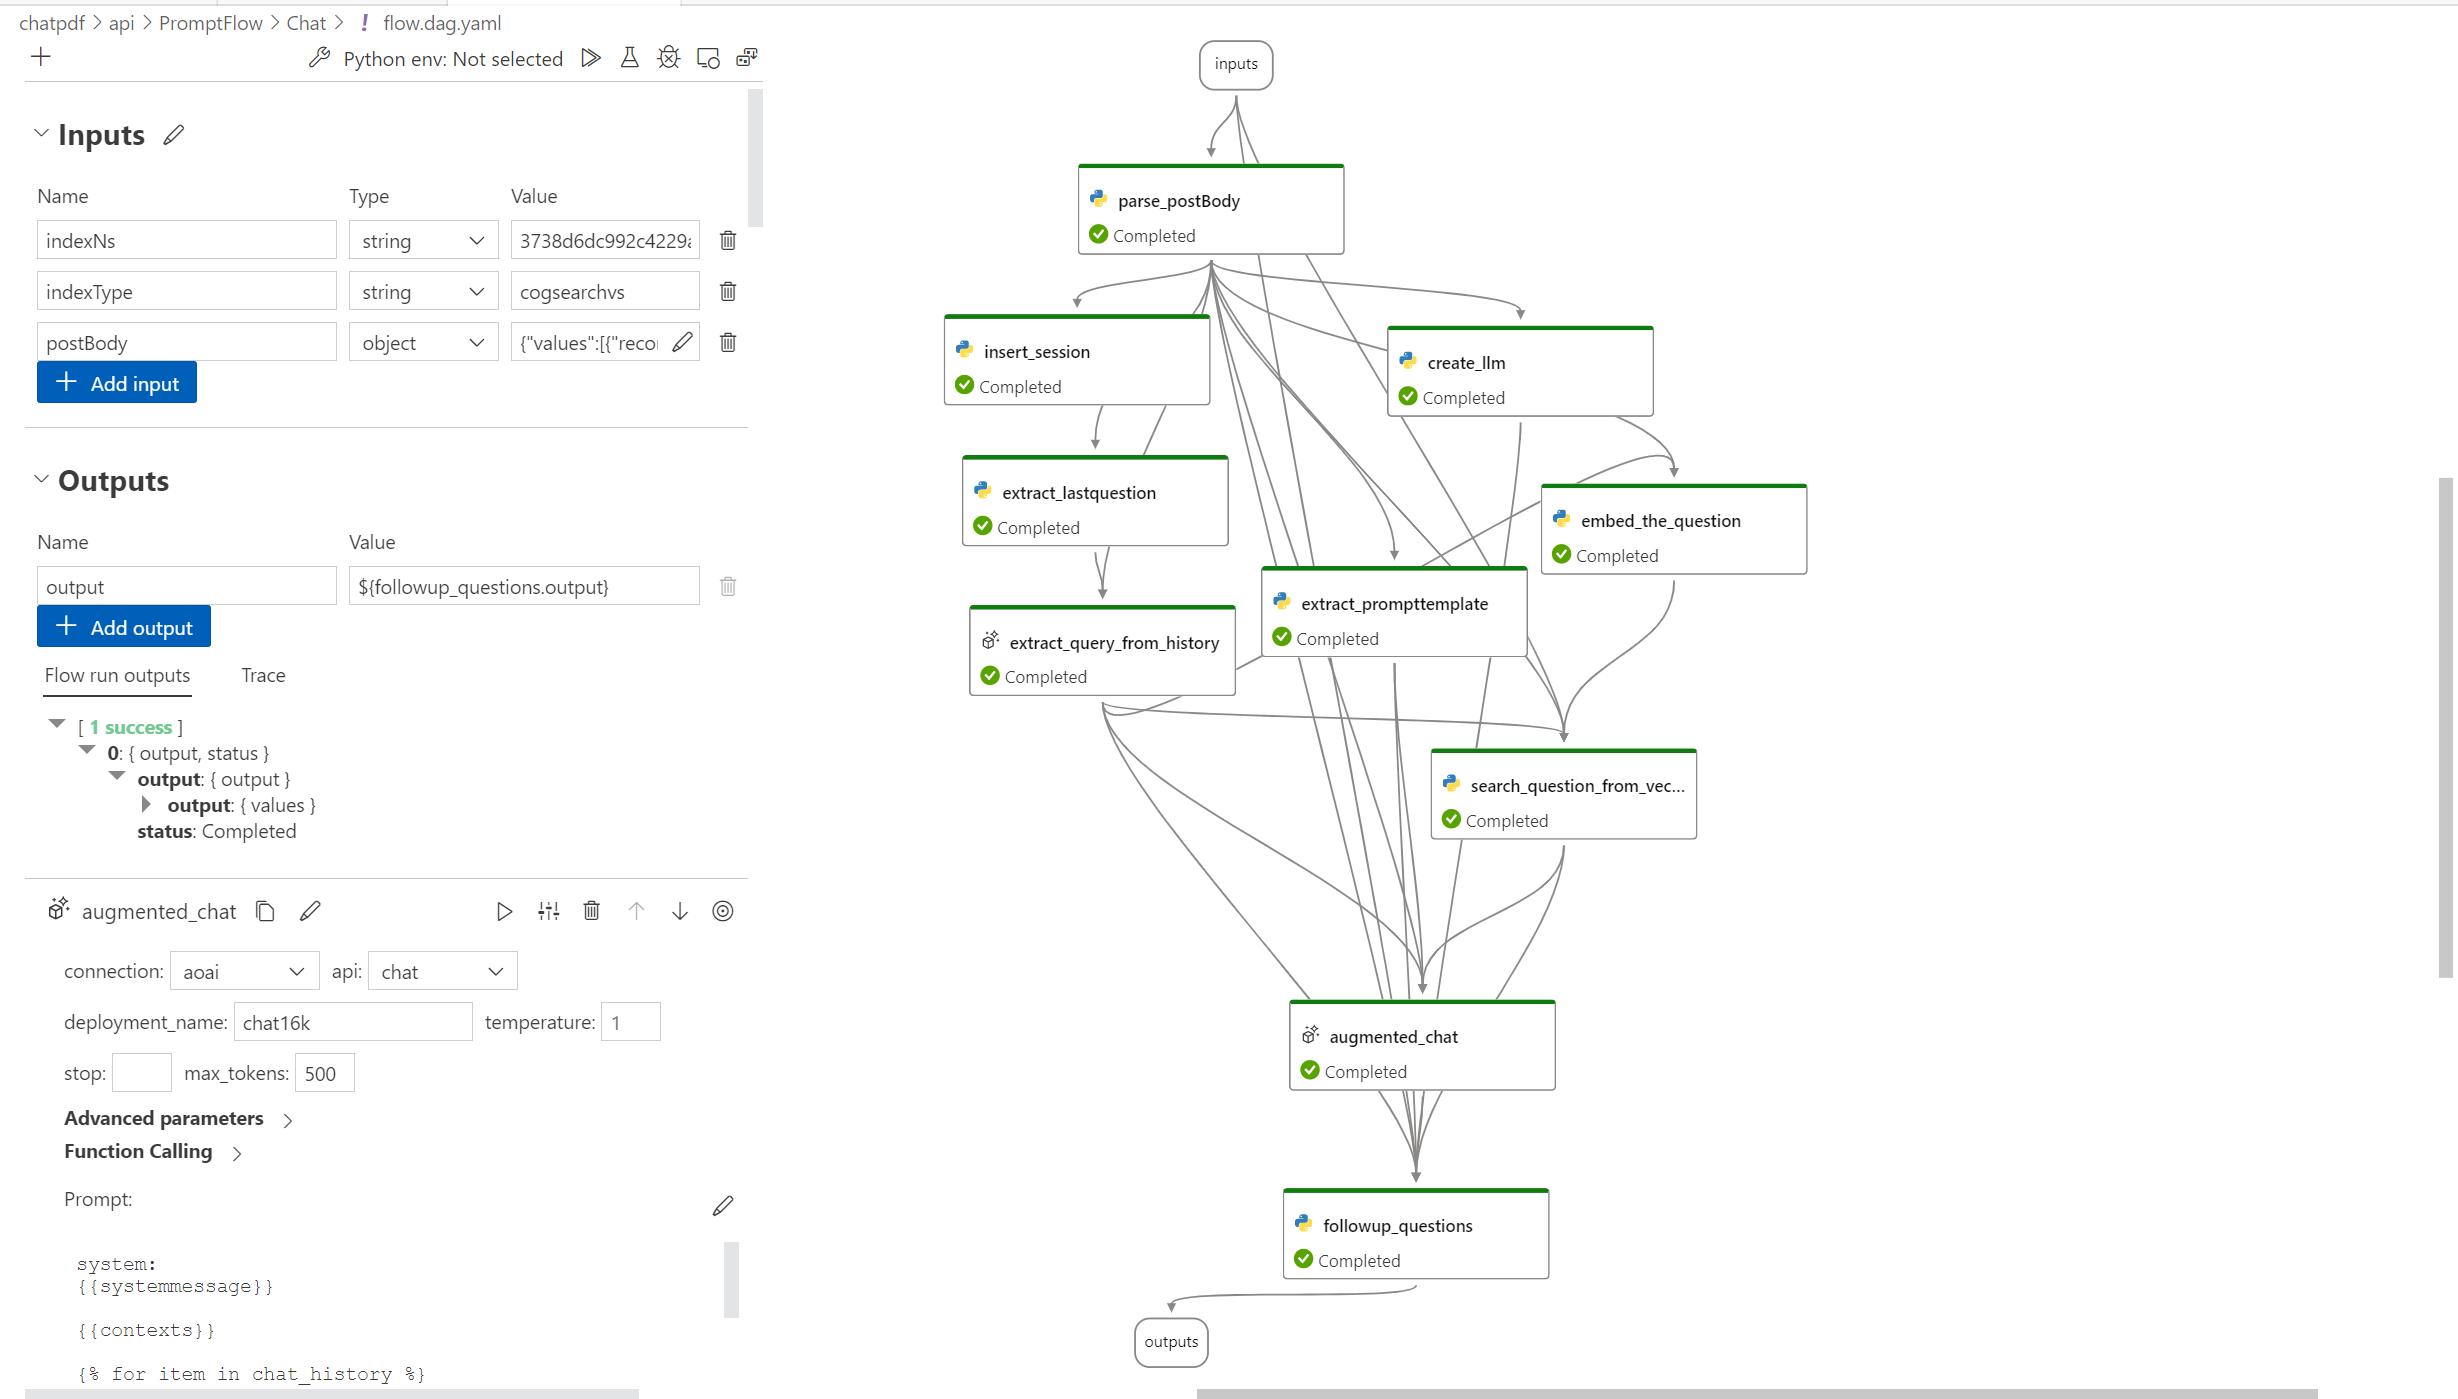 chatpdf > api > PromptFlow > Chat > ! flow.dag.yaml
Python env: Not selected
Inputs
Name Type Value
indexNs string 3738d6dc992c4229
indexType string cogsearchvs
postBody object {"values":[{"recor
+ Add input
Outputs
Name Value
output ${followup_questions.output}
+ Add output
Flow run outputs Trace
[ 1 success ]
0: { output, status }
output: { output }
output: { values }
status: Completed
augmented_chat
connection: aoai api: chat
deployment_name: chat16k temperature: 1
stop: max_tokens: 500
Advanced parameters >
Function Calling >
Prompt:
system:
{{systemmessage}}
{{contexts}}
{% for item in chat_history %}
inputs
parse_postBody
Completed
insert_session
Completed
create_llm
Completed
extract_lastquestion
Completed
embed_the_question
Completed
extract_prompttemplate
Completed
extract_query_from_history
Completed
search_question_from_vec...
Completed
augmented_chat
Completed
followup_questions
Completed
outputs